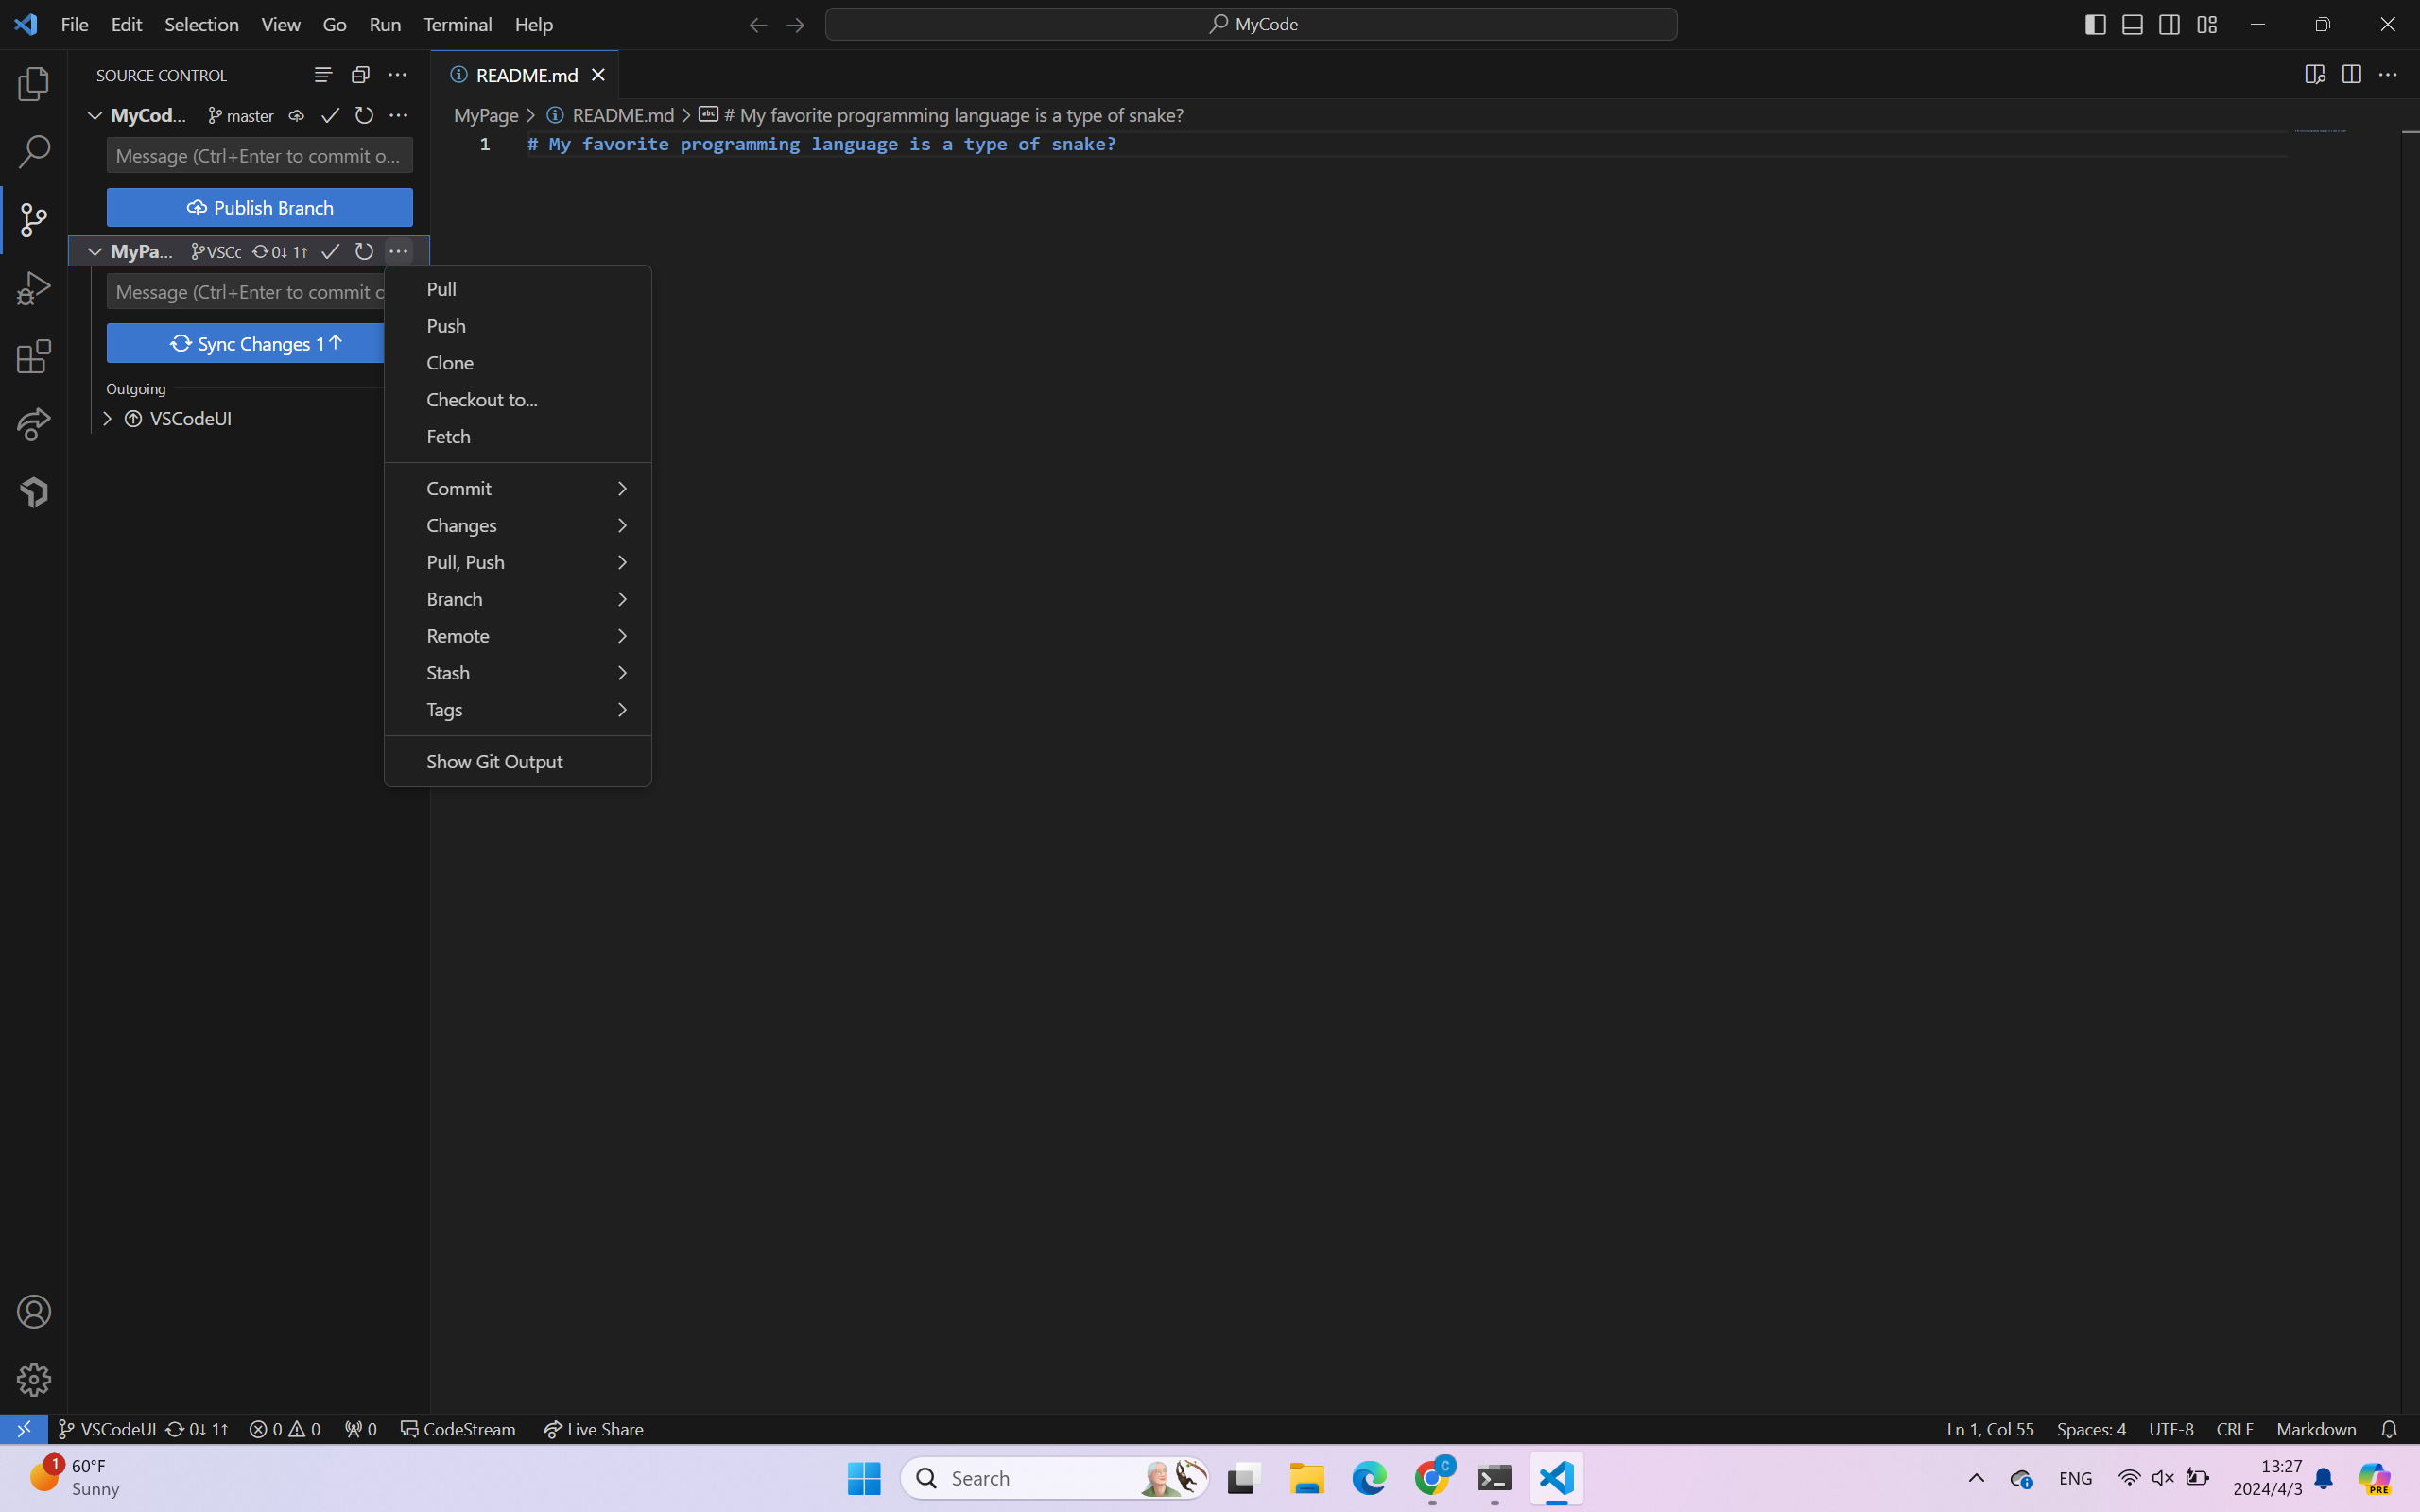 File Edit Selection View Go Run Terminal Help
MyCode
SOURCE CONTROL
README.md
MyCod... master
MyPage > README.md > # My favorite programming language is a type of snake?
1 # My favorite programming language is a type of snake?
Message (Ctrl+Enter to commit o...
Publish Branch
MyPa... VSCc 0↓ 1↑
Message (Ctrl+Enter to commit
Sync Changes 1↑
Outgoing
VSCodeUI
Pull
Push
Clone
Checkout to...
Fetch
Commit
Changes
Pull, Push
Branch
Remote
Stash
Tags
Show Git Output
VSCodeUI 0↓ 1↑ 0 0 0 CodeStream Live Share
Ln 1, Col 55 Spaces: 4 UTF-8 CRLF Markdown
1 60°F
Sunny
Search
C
ENG
13:27
2024/4/3
PRE